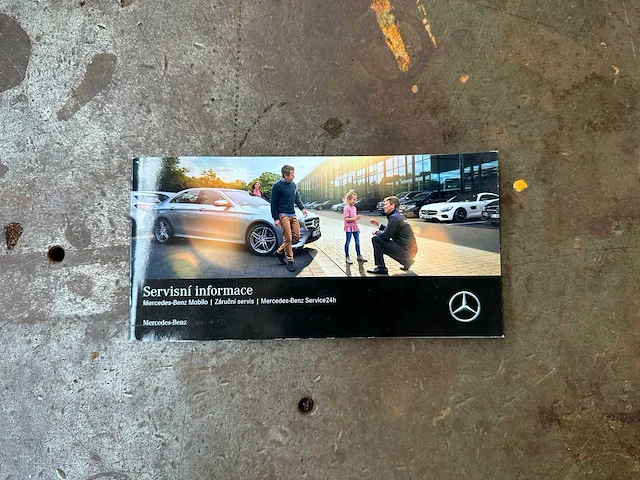 Servisní informace
Mercedes-Benz Mobilo | Záruční servis | Mercedes-Benz Service24h
Mercedes-Benz